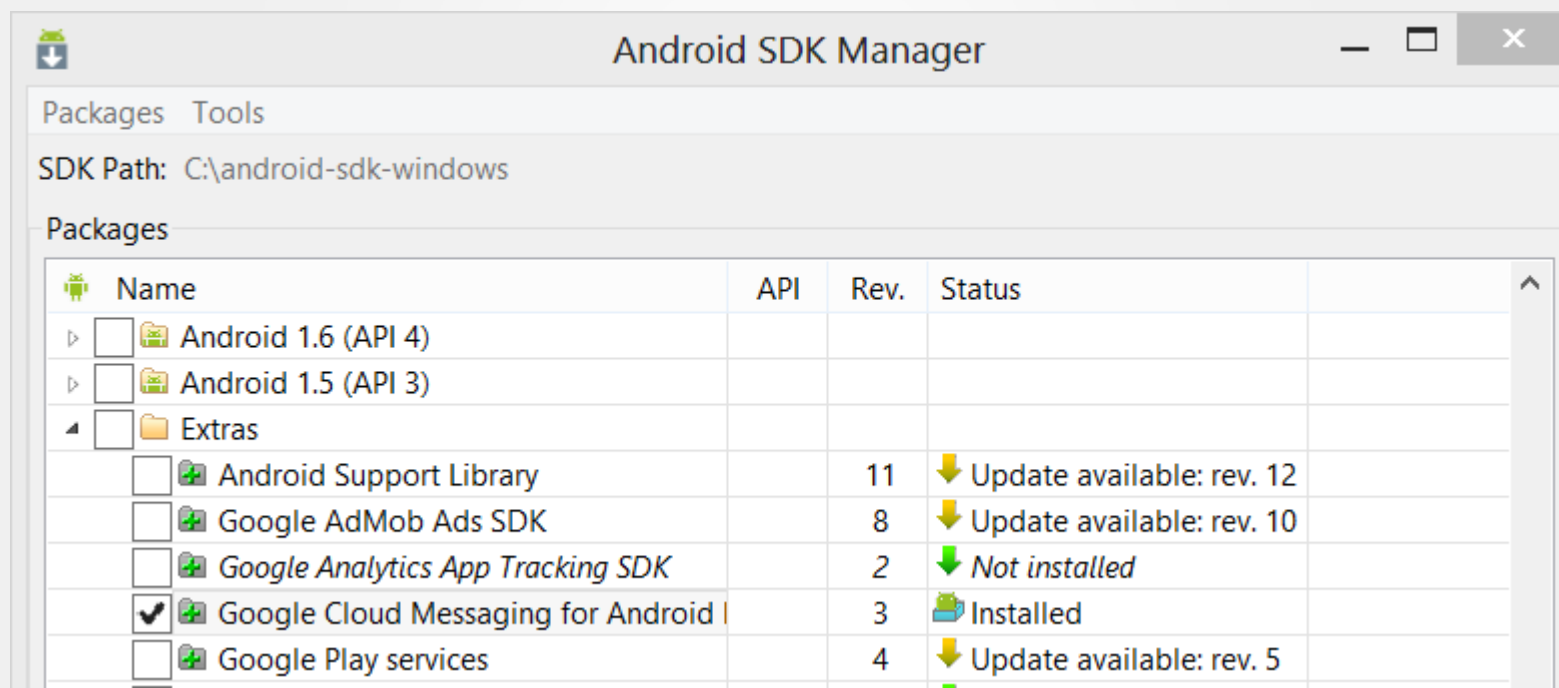 Android SDK Manager
Packages Tools
SDK Path: C:\android-sdk-windows
Packages
Name API Rev. Status
Android 1.6 (API 4)
Android 1.5 (API 3)
Extras
Android Support Library 11 Update available: rev. 12
Google AdMob Ads SDK 8 Update available: rev. 10
Google Analytics App Tracking SDK 2 Not installed
Google Cloud Messaging for Android 3 Installed
Google Play services 4 Update available: rev. 5